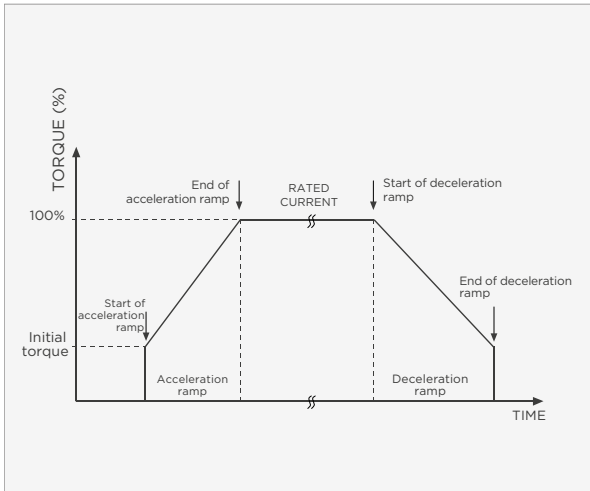 TORQUE (%)
End of
acceleration ramp
RATED
CURRENT
Start of deceleration
ramp
100%
Start of
acceleration
ramp
End of deceleration
ramp
Initial
torque
Acceleration
ramp
Deceleration
ramp
TIME